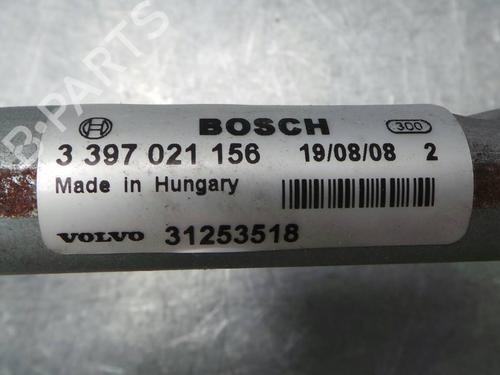 BOSCH 300
3 397 021 156 19/08/08 2
Made in Hungary
VOLVO 31253518
B-PARTS